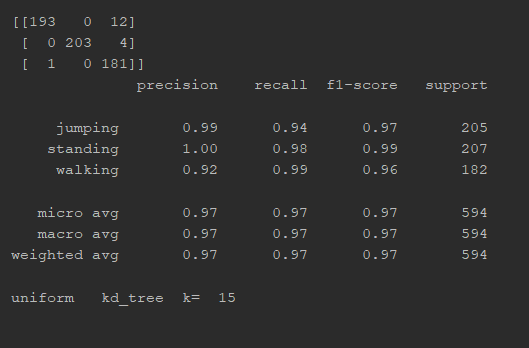 [[193   0  12]
 [  0 203   4]
 [  1   0 181]]
              precision    recall  f1-score   support
     jumping       0.99      0.94      0.97       205
    standing       1.00      0.98      0.99       207
     walking       0.92      0.99      0.96       182
   micro avg       0.97      0.97      0.97       594
   macro avg       0.97      0.97      0.97       594
weighted avg       0.97      0.97      0.97       594
uniform   kd_tree  k=  15